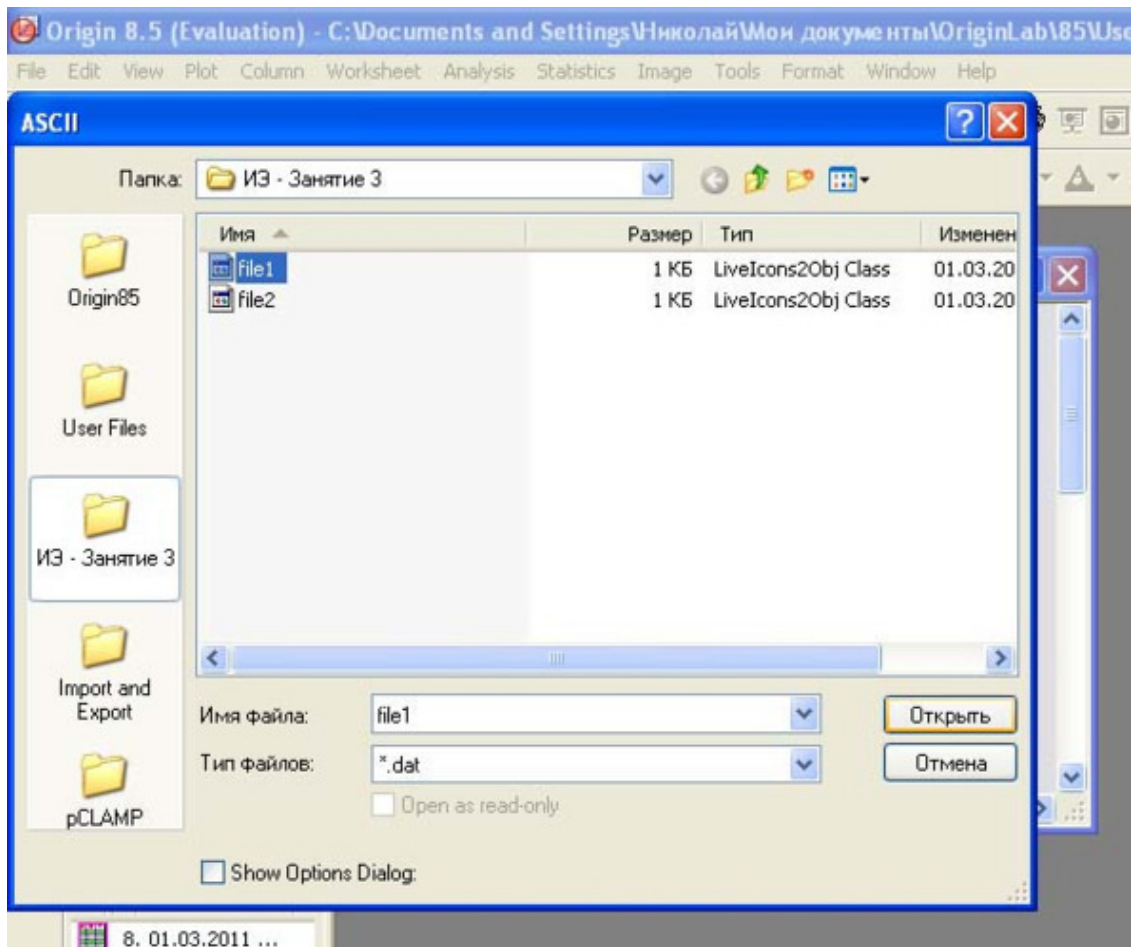 Origin 8.5 (Evaluation) - C:\Documents and Settings\Николай\Мои документы\OriginLab\85\Use
File Edit View Plot Column Worksheet Analysis Statistics Image Tools Format Window Help
ASCII
Папка: ИЭ - Занятие 3
Имя Размер Тип Изменен
file1 1 КБ LiveIcons2Obj Class 01.03.20
file2 1 КБ LiveIcons2Obj Class 01.03.20
Origin85
User Files
ИЭ - Занятие 3
Import and
Export
pCLAMP
Имя файла: file1 Открыть
Тип файлов: *.dat Отмена
Open as read-only
Show Options Dialog:
8. 01.03.2011 ...